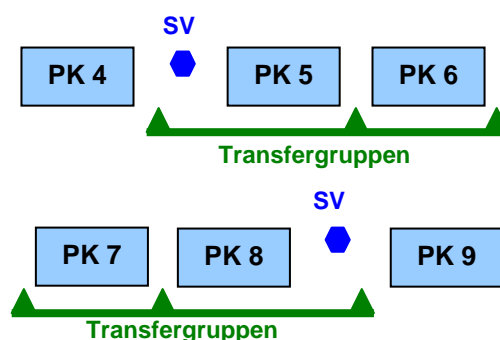 SV
PK 4 PK 5 PK 6
Transfergruppen
SV
PK 7 PK 8 PK 9
Transfergruppen